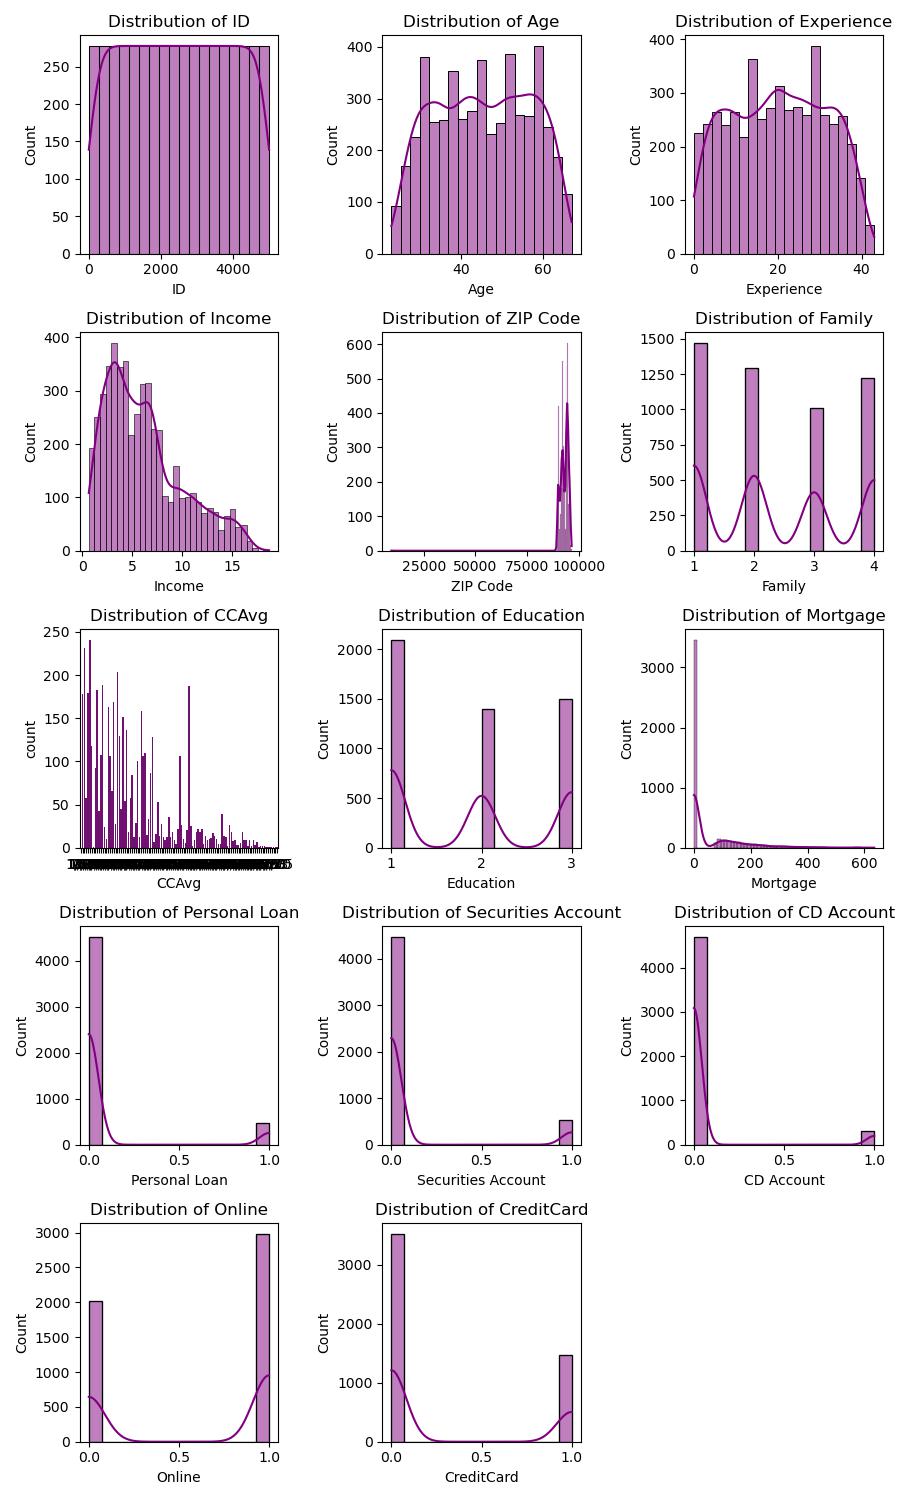 Distribution of ID
Count
250
200
150
100
50
0
0 2000 4000
ID
Distribution of Age
Count
400
300
200
100
0
40 60
Age
Distribution of Experience
Count
400
300
200
100
0
0 20 40
Experience
Distribution of Income
Count
400
300
200
100
0
0 5 10 15
Income
Distribution of ZIP Code
Count
600
500
400
300
200
100
0
25000 50000 75000 100000
ZIP Code
Distribution of Family
Count
1500
1250
1000
750
500
250
0
1 2 3 4
Family
Distribution of CCAvg
count
250
200
150
100
50
0
CCAvg
Distribution of Education
Count
2000
1500
1000
500
0
1 2 3
Education
Distribution of Mortgage
Count
3000
2000
1000
0
0 200 400 600
Mortgage
Distribution of Personal Loan
Count
4000
3000
2000
1000
0
0.0 0.5 1.0
Personal Loan
Distribution of Securities Account
Count
4000
3000
2000
1000
0
0.0 0.5 1.0
Securities Account
Distribution of CD Account
Count
4000
3000
2000
1000
0
0.0 0.5 1.0
CD Account
Distribution of Online
Count
3000
2500
2000
1500
1000
500
0
0.0 0.5 1.0
Online
Distribution of CreditCard
Count
3000
2000
1000
0
0.0 0.5 1.0
CreditCard